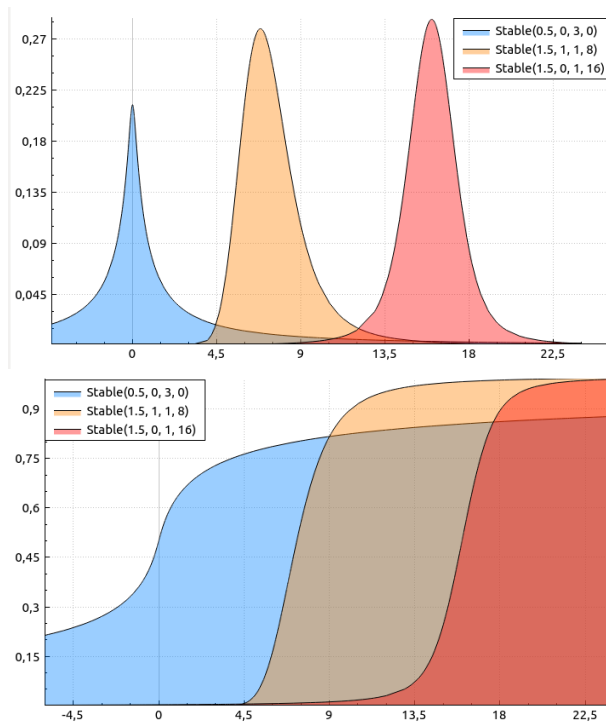 0,27
0,225
0,18
0,135
0,09
0,045
Stable(0.5, 0, 3, 0)
Stable(1.5, 1, 1, 8)
Stable(1.5, 0, 1, 16)
0 4,5 9 13,5 18 22,5
Stable(0.5, 0, 3, 0)
Stable(1.5, 1, 1, 8)
Stable(1.5, 0, 1, 16)
0,9
0,75
0,6
0,45
0,3
0,15
-4,5 0 4,5 9 13,5 18 22,5